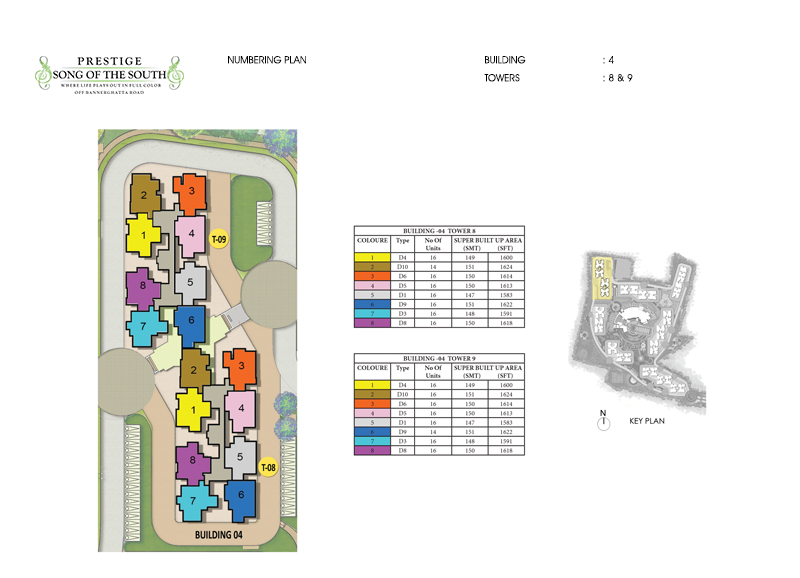 PRESTIGE
SONG OF THE SOUTH
WHERE LIFE PLAYS OUT IN FULL COLOR
OFF BANNERGHATTA ROAD
NUMBERING PLAN
BUILDING : 4
TOWERS : 8 & 9
2
3
1
4
T-09
8
5
7
6
2
3
1
4
8
5
T-08
7
6
BUILDING 04
BUILDING -04 TOWER 8
COLOURE Type No Of Units SUPER BUILT UP AREA (SMT) (SFT)
1 D4 16 149 1600
2 D10 14 151 1624
3 D6 16 150 1614
4 D5 16 150 1613
5 D1 16 147 1583
6 D9 16 151 1622
7 D3 16 148 1591
8 D8 16 150 1618
BUILDING -04 TOWER 9
COLOURE Type No Of Units SUPER BUILT UP AREA (SMT) (SFT)
1 D4 16 149 1600
2 D10 16 151 1624
3 D6 16 150 1614
4 D5 16 150 1613
5 D1 16 147 1583
6 D9 14 151 1622
7 D3 16 148 1591
8 D8 16 150 1618
N
KEY PLAN